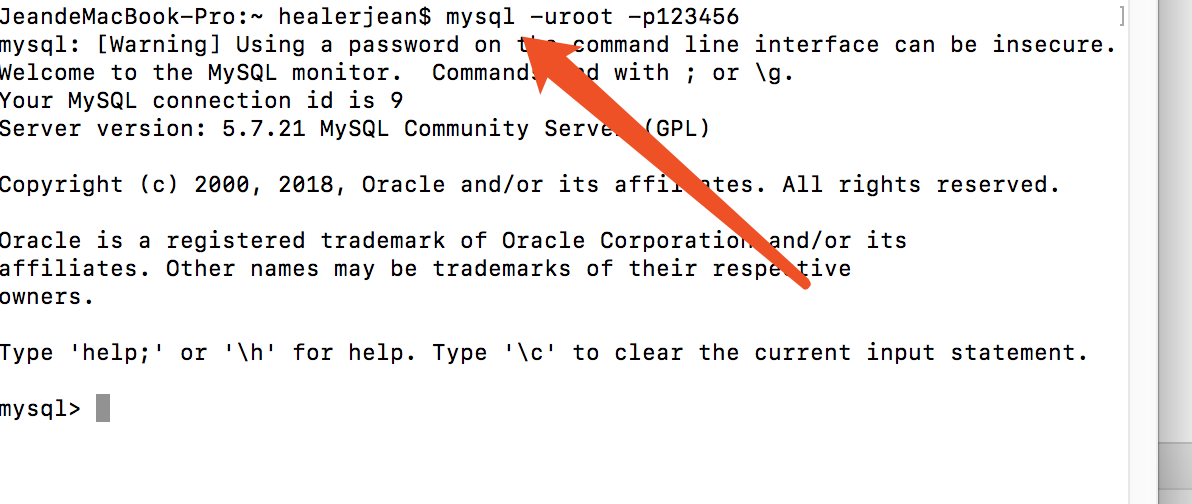 JeandeMacBook-Pro:~ healerjean$ mysql -uroot -p123456 ]
mysql: [Warning] Using a password on the command line interface can be insecure.
Welcome to the MySQL monitor.  Commands end with ; or \g.
Your MySQL connection id is 9
Server version: 5.7.21 MySQL Community Server (GPL)
Copyright (c) 2000, 2018, Oracle and/or its affiliates. All rights reserved.
Oracle is a registered trademark of Oracle Corporation and/or its
affiliates. Other names may be trademarks of their respective
owners.
Type 'help;' or '\h' for help. Type '\c' to clear the current input statement.
mysql>